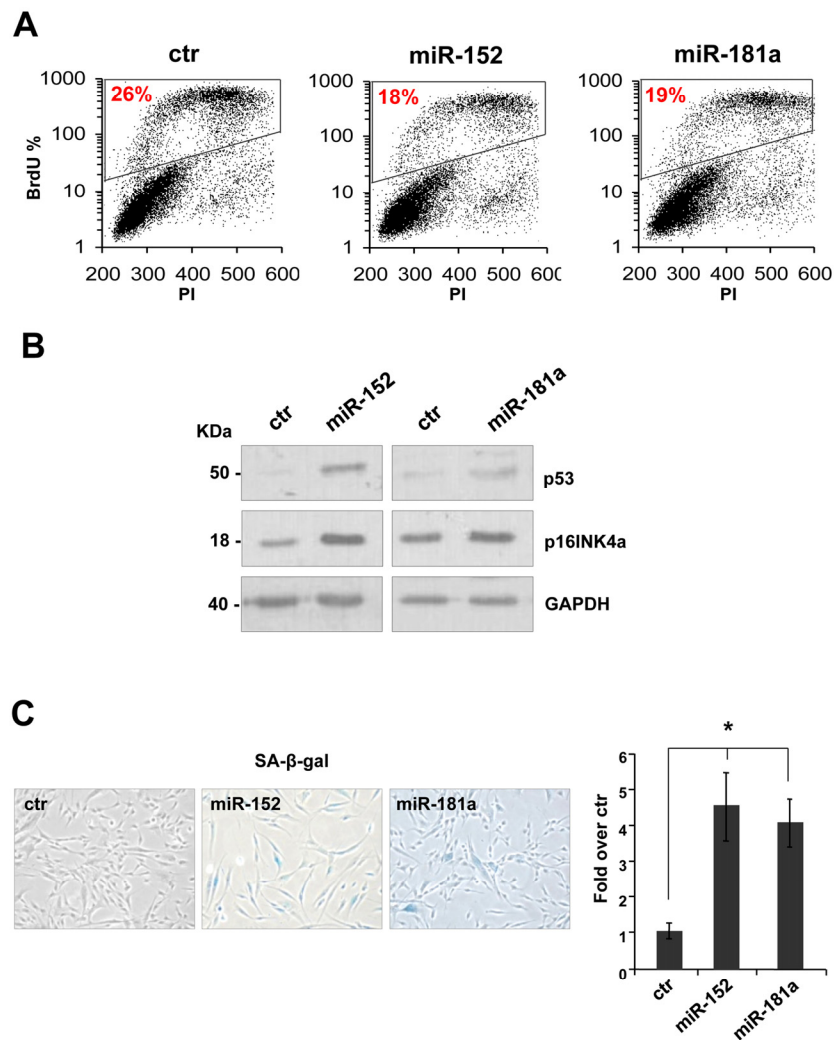 A
ctr miR-152 miR-181a
BrdU %
1000
100
10
1
26%
200 300 400 500 600
PI
1000
100
10
1
18%
200 300 400 500 600
PI
1000
100
10
1
19%
200 300 400 500 600
PI
B
KDa
ctr miR-152 ctr miR-181a
50 - p53
18 - p16INK4a
40 - GAPDH
C
SA-β-gal
ctr miR-152 miR-181a
*
Fold over ctr
6
5
4
3
2
1
0
ctr miR-152 miR-181a